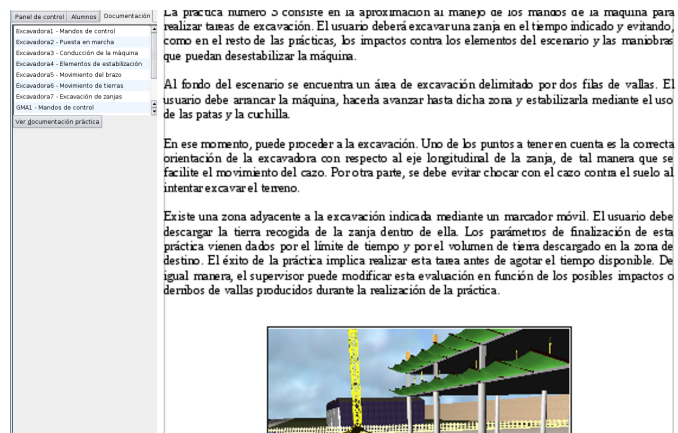 Panel de control
Alumnos
Documentación
Excavadora1 - Mandos de control
Excavadora2 - Puesta en marcha
Excavadora3 - Conducción de la máquina
Excavadora4 - Elementos de estabilización
Excavadora5 - Movimiento del brazo
Excavadora6 - Movimiento de tierras
Excavadora7 - Excavación de zanjas
GMA1 - Mandos de control
Ver documentación práctica
La práctica número 5 consiste en la aproximación al manejo de los mandos de la máquina para
realizar tareas de excavación. El usuario deberá excavar una zanja en el tiempo indicado y evitando,
como en el resto de las prácticas, los impactos contra los elementos del escenario y las maniobras
que puedan desestabilizar la máquina.
Al fondo del escenario se encuentra un área de excavación delimitado por dos filas de vallas. El
usuario debe arrancar la máquina, hacerla avanzar hasta dicha zona y estabilizarla mediante el uso
de las patas y la cuchilla.
En ese momento, puede proceder a la excavación. Uno de los puntos a tener en cuenta es la correcta
orientación de la excavadora con respecto al eje longitudinal de la zanja, de tal manera que se
facilite el movimiento del cazo. Por otra parte, se debe evitar chocar con el cazo contra el suelo al
intentar excavar el terreno.
Existe una zona adyacente a la excavación indicada mediante un marcador móvil. El usuario debe
descargar la tierra recogida de la zanja dentro de ella. Los parámetros de finalización de esta
práctica vienen dados por el límite de tiempo y por el volumen de tierra descargado en la zona de
destino. El éxito de la práctica implica realizar esta tarea antes de agotar el tiempo disponible. De
igual manera, el supervisor puede modificar esta evaluación en función de los posibles impactos o
derribos de vallas producidos durante la realización de la práctica.